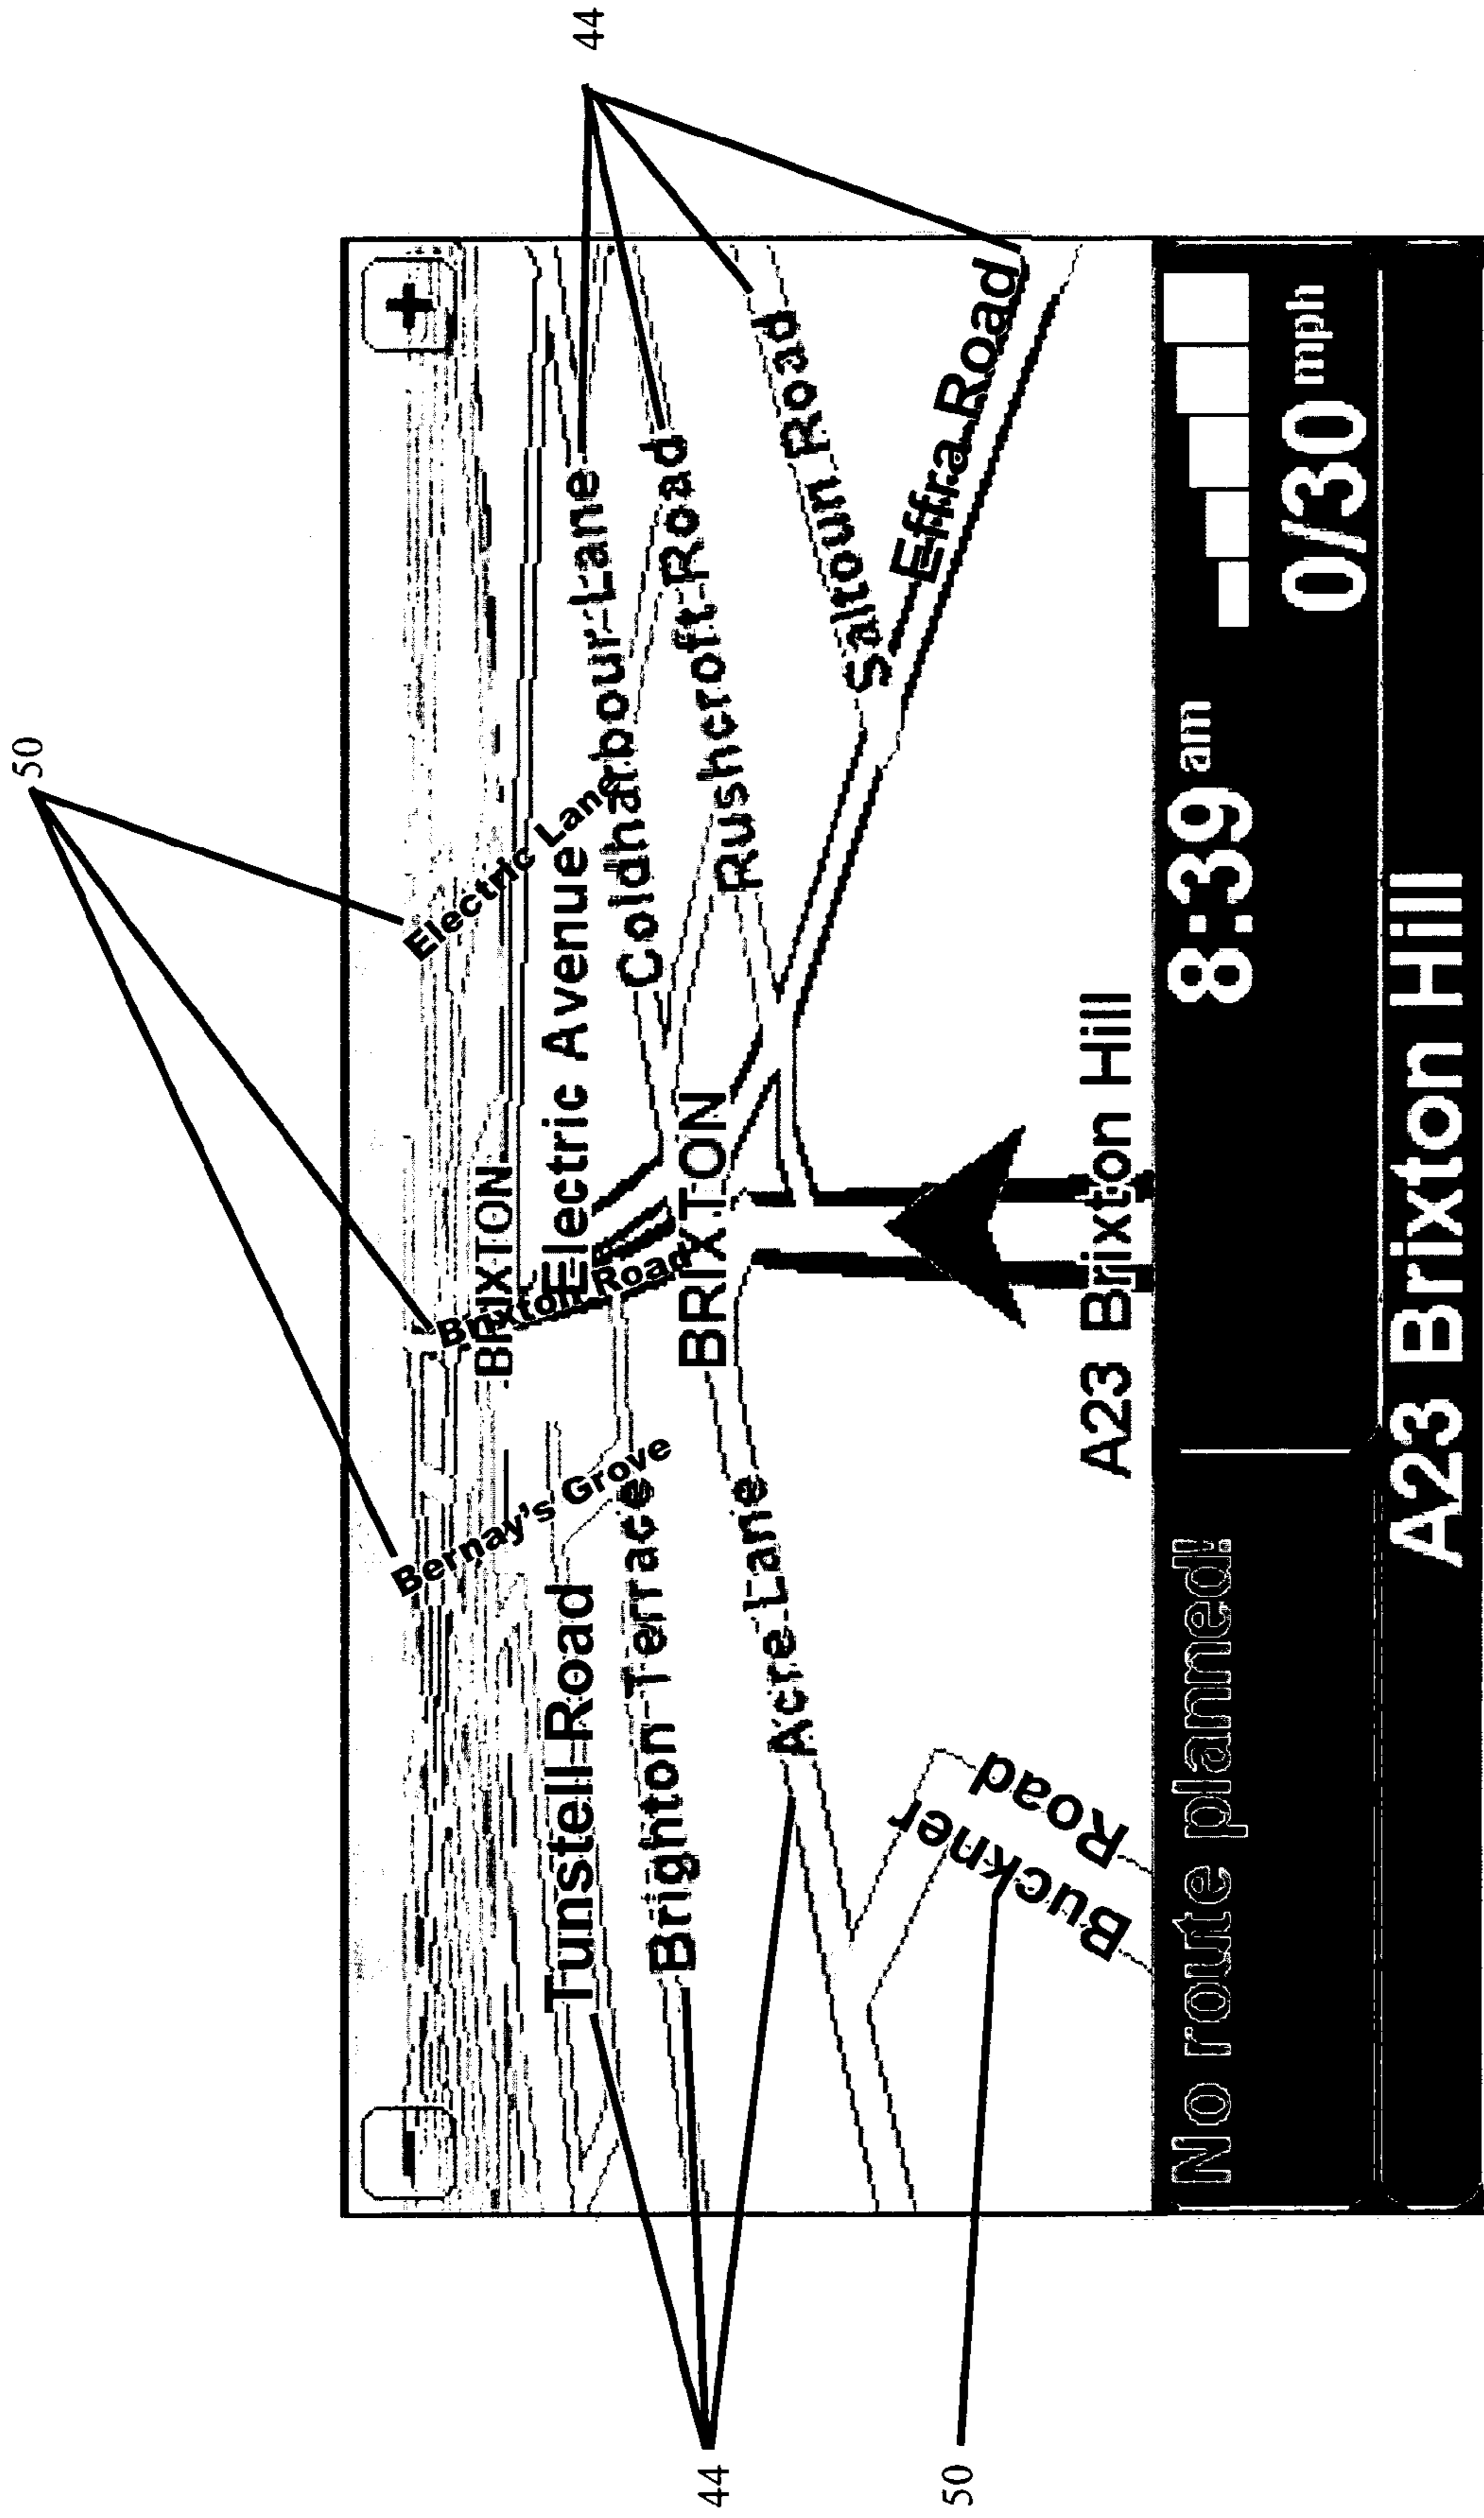 50
44
Electric Lane
Brixton Road
Bernay's Grove
BRIXTON
Electric Avenue
Tunstell Road
Coldharbour Lane
Brighton Terrace
Rushcroft Road
BRIXTON
Acre Lane
Saltoun Road
Effra Road
Buckner
Road
44
50
A23 Brixton Hill
No route planned!
8:39 am
0/30 mph
A23 Brixton Hill